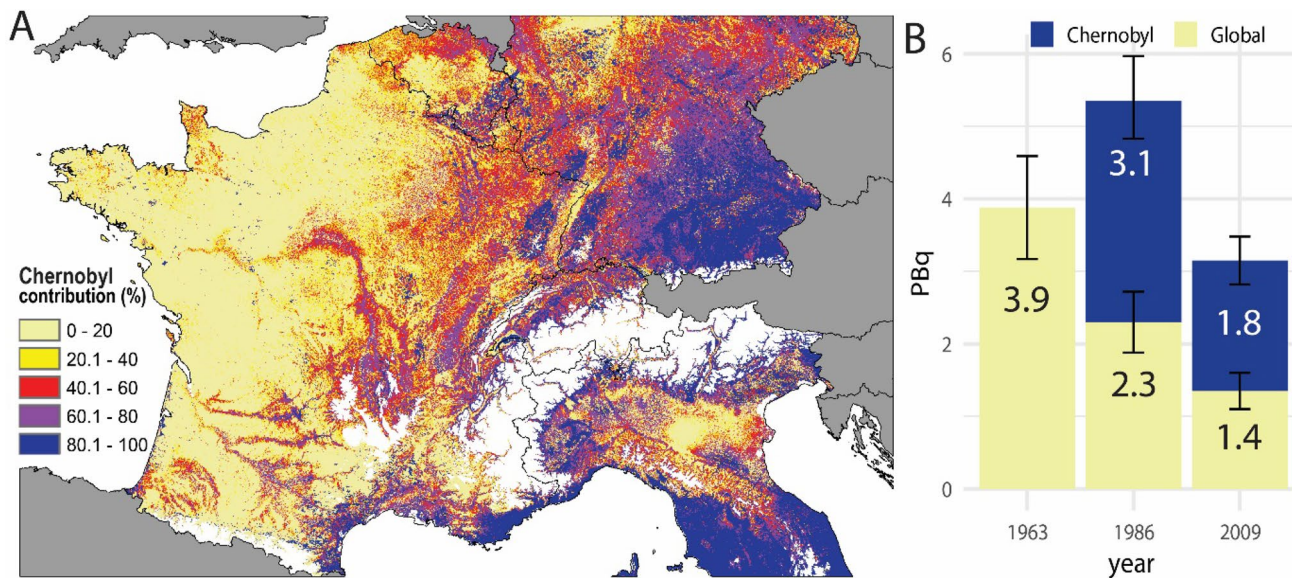 A
Chernobyl
contribution (%)
0 - 20
20.1 - 40
40.1 - 60
60.1 - 80
80.1 - 100
B
Chernobyl Global
6
4
2
0
PBq
3.9
3.1
2.3
1.8
1.4
1963 1986 2009
year